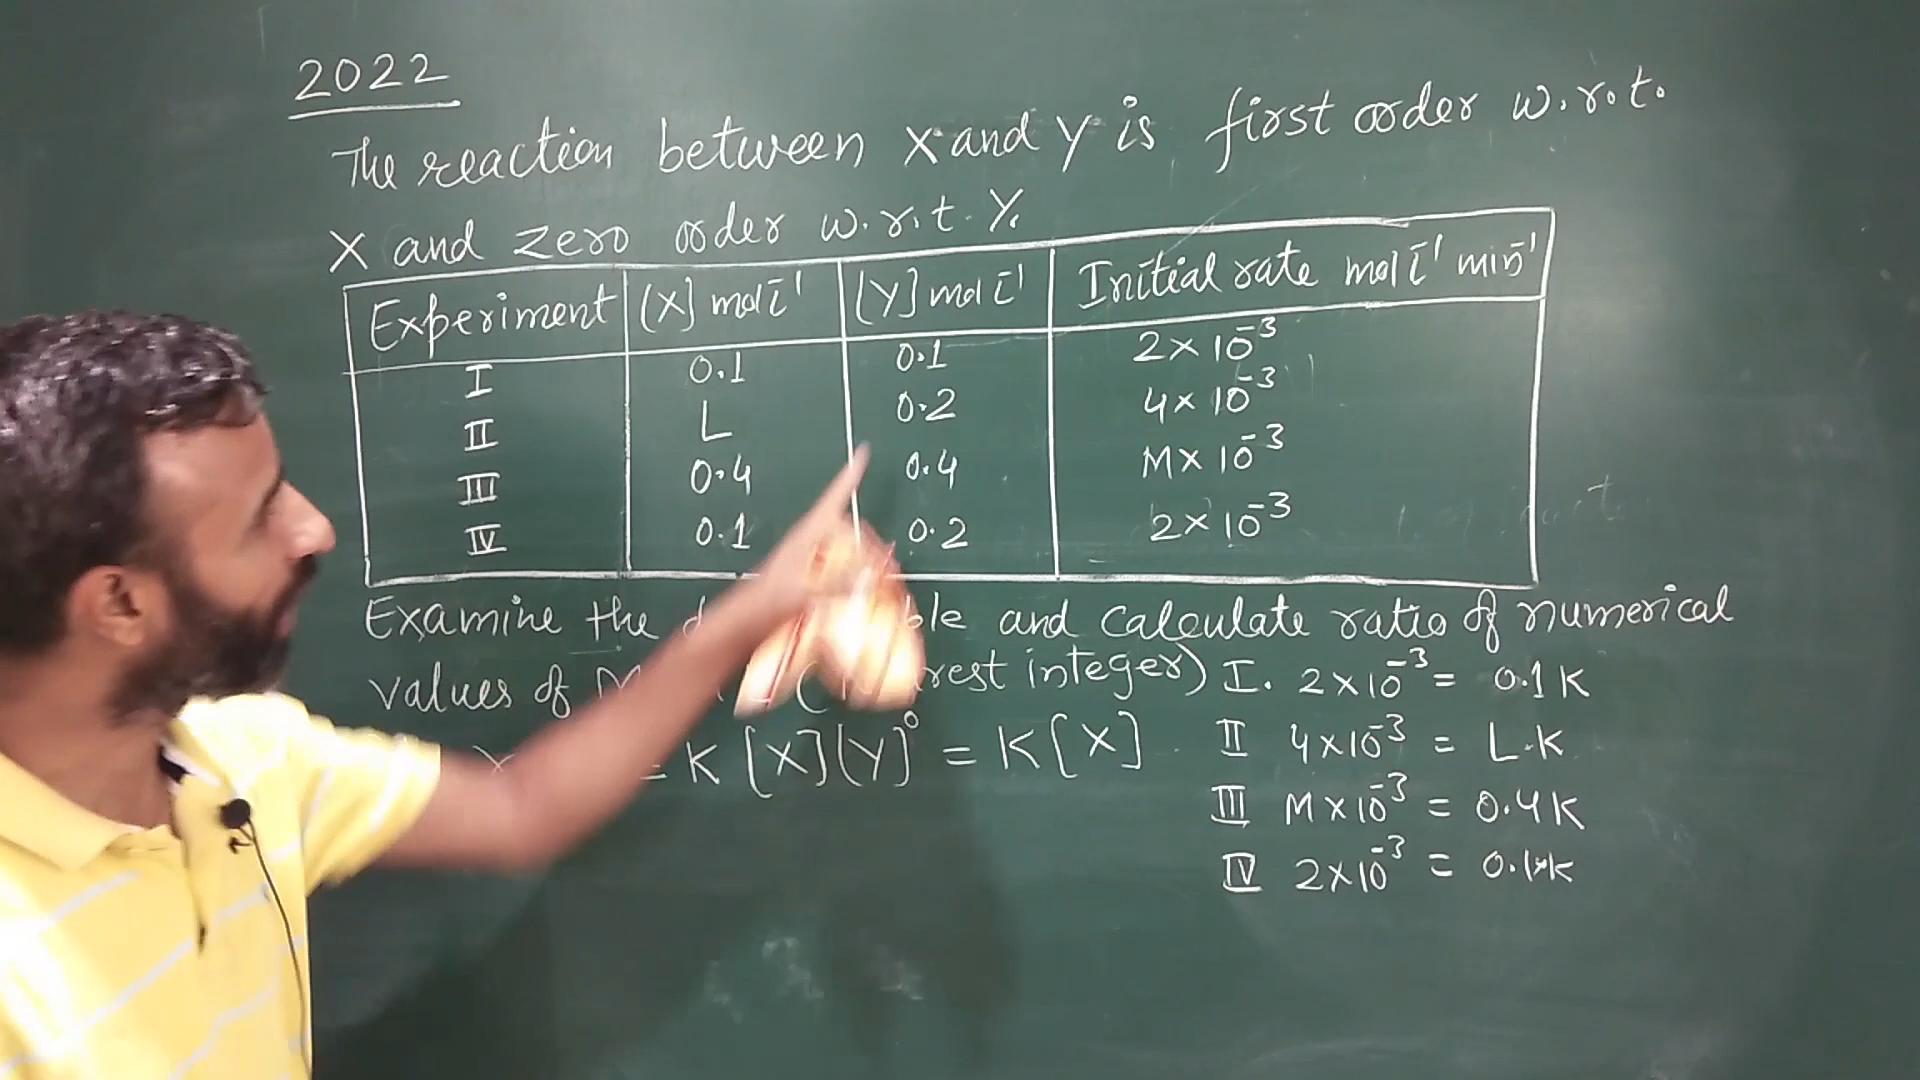 2022
The reaction between X and Y is first order w.r.t.
X and zero order w.r.t. Y.
Experiment [X] mol L⁻¹ [Y] mol L⁻¹ Initial rate mol L⁻¹ min⁻¹
I 0.1 0.1 2×10⁻³
II L 0.2 4×10⁻³
III 0.4 0.4 M×10⁻³
IV 0.1 0.2 2×10⁻³
Examine the and calculate ratio of numerical
values of integer)
= K[X][Y]⁰ = K[X]
I. 2×10⁻³ = 0.1K
II 4×10⁻³ = L.K
III M×10⁻³ = 0.4K
IV 2×10⁻³ = 0.1×K